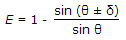 E = 1 - sin (θ ± δ) / sin θ